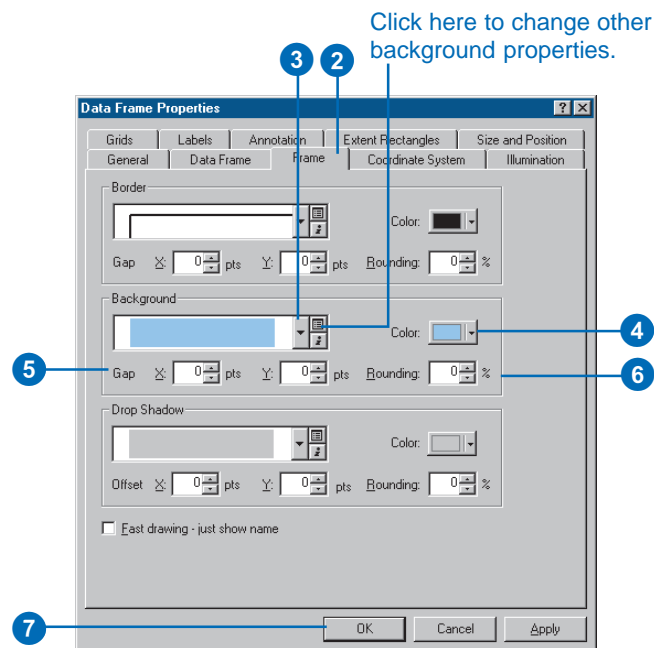 Click here to change other
background properties.
3 2
Data Frame Properties
Grids Labels Annotation Extent Rectangles Size and Position
General Data Frame Frame Coordinate System Illumination
Border
Color:
Gap X: 0 pts Y: 0 pts Rounding: 0 %
Background
Color:
4
5
Gap X: 0 pts Y: 0 pts Rounding: 0 %
6
Drop Shadow
Color:
Offset X: 0 pts Y: 0 pts Rounding: 0 %
Fast drawing - just show name
7
OK Cancel Apply